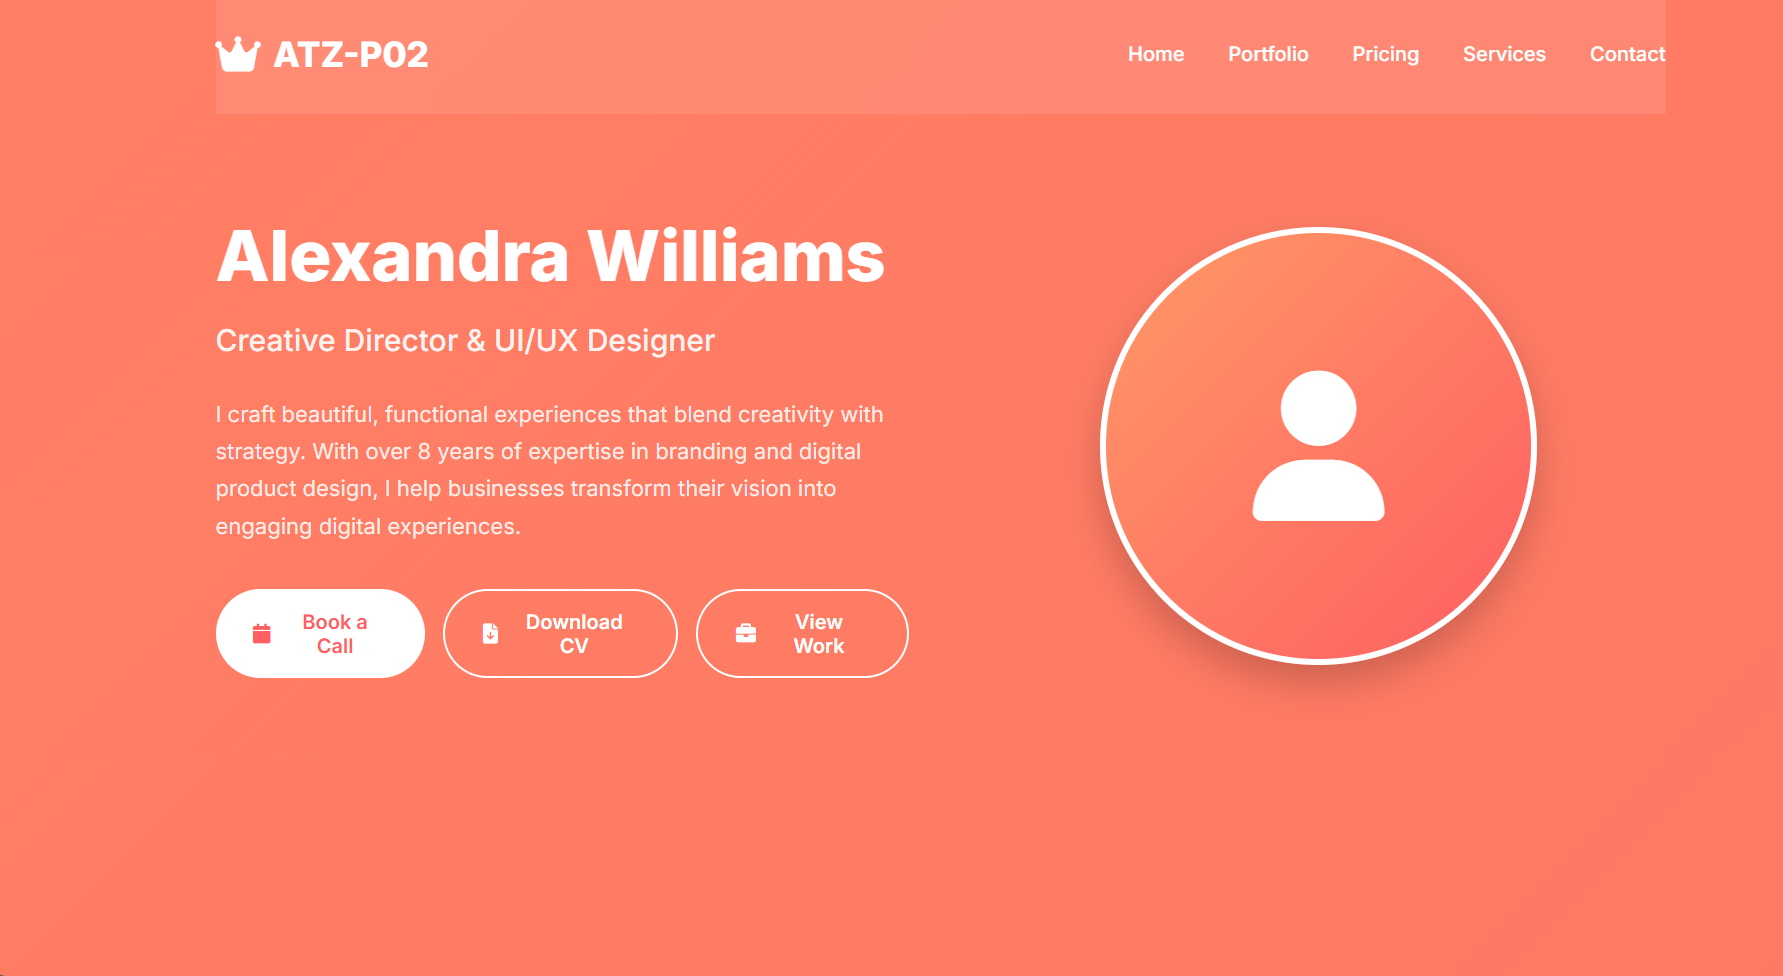 ATZ-P02
Home Portfolio Pricing Services Contact
Alexandra Williams
Creative Director & UI/UX Designer
I craft beautiful, functional experiences that blend creativity with
strategy. With over 8 years of expertise in branding and digital
product design, I help businesses transform their vision into
engaging digital experiences.
Book a
Call
Download
CV
View
Work